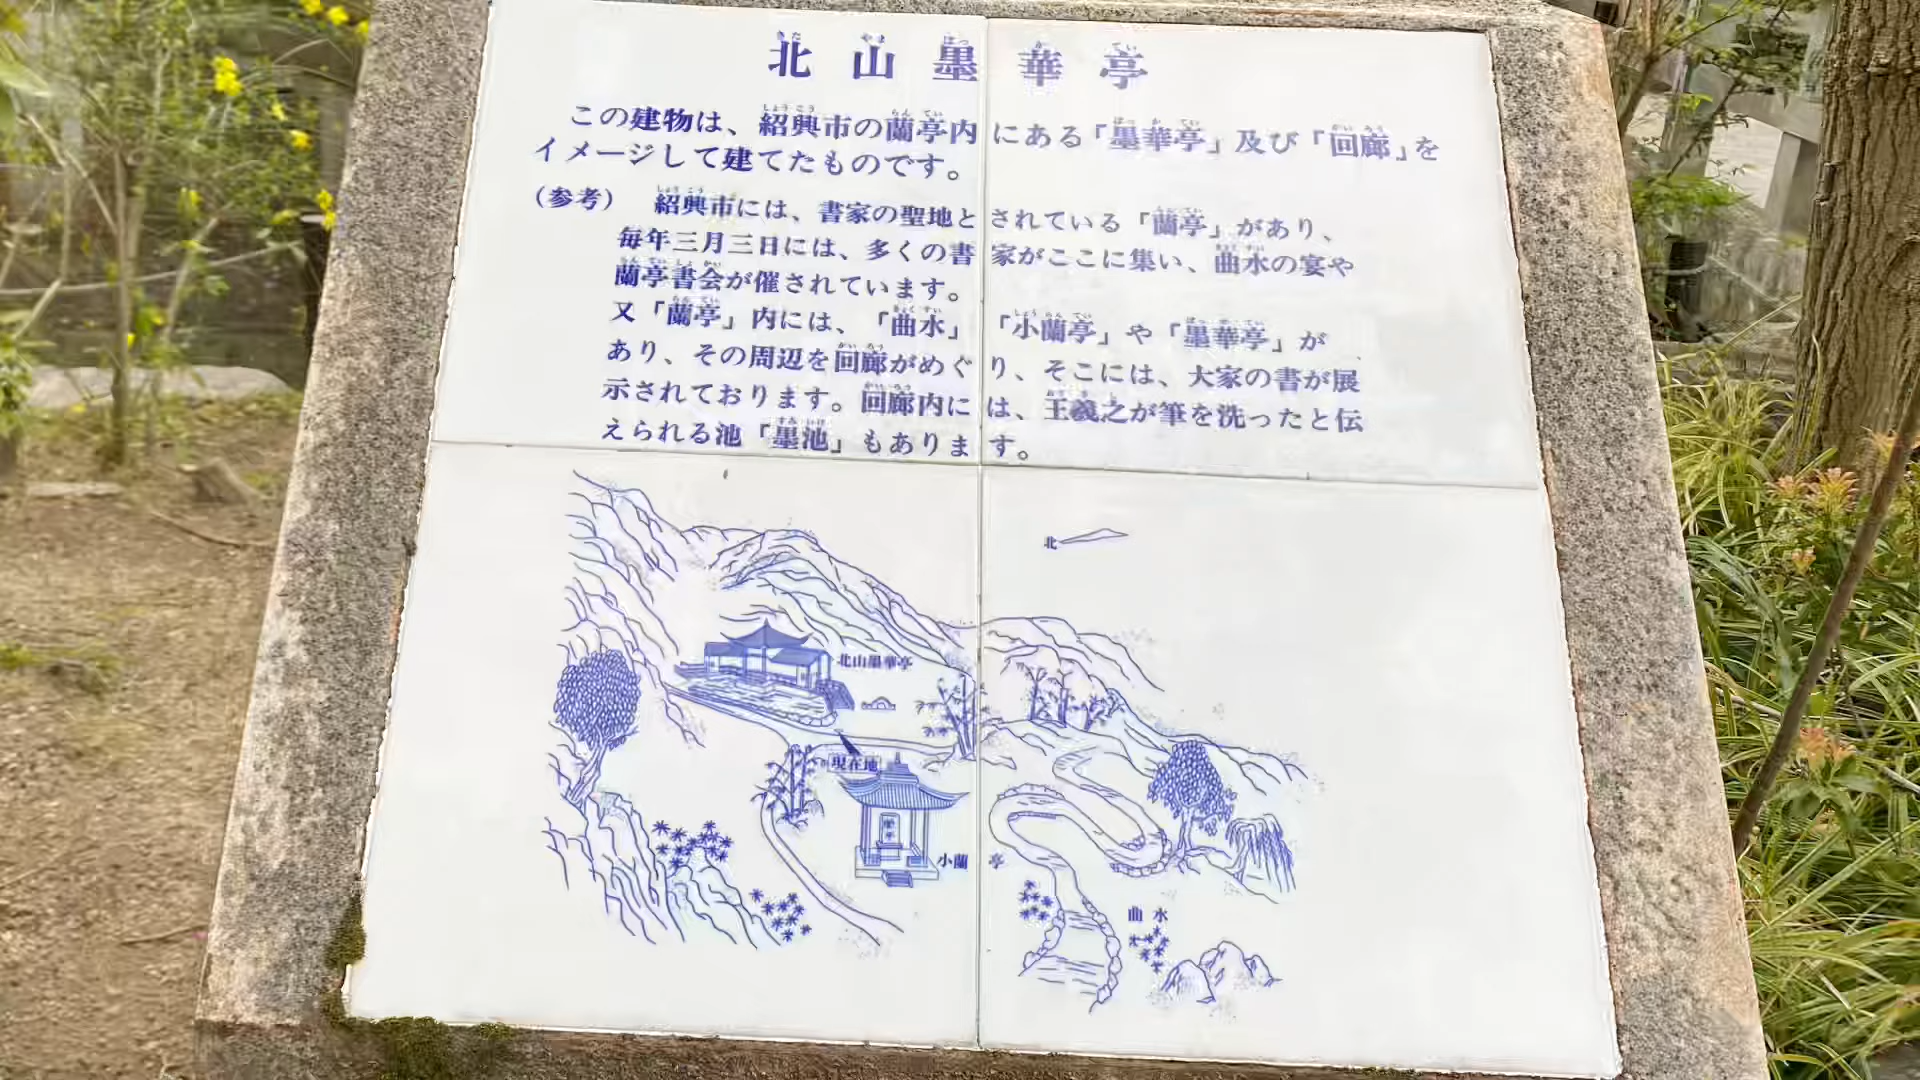 北山墨華亭
この建物は、紹興市の蘭亭内にある「墨華亭」及び「回廊」を
イメージして建てたものです。
(参考) 紹興市には、書家の聖地とされている「蘭亭」があり、
毎年三月三日には、多くの書家がここに集い、曲水の宴や
蘭亭書会が催されています。
又「蘭亭」内には、「曲水」「小蘭亭」や「墨華亭」が
あり、その周辺を回廊がめぐり、そこには、大家の書が展
示されております。回廊内には、王羲之が筆を洗ったと伝
えられる池「墨池」もあります。
北
北山墨華亭
現在地
小蘭亭
曲水